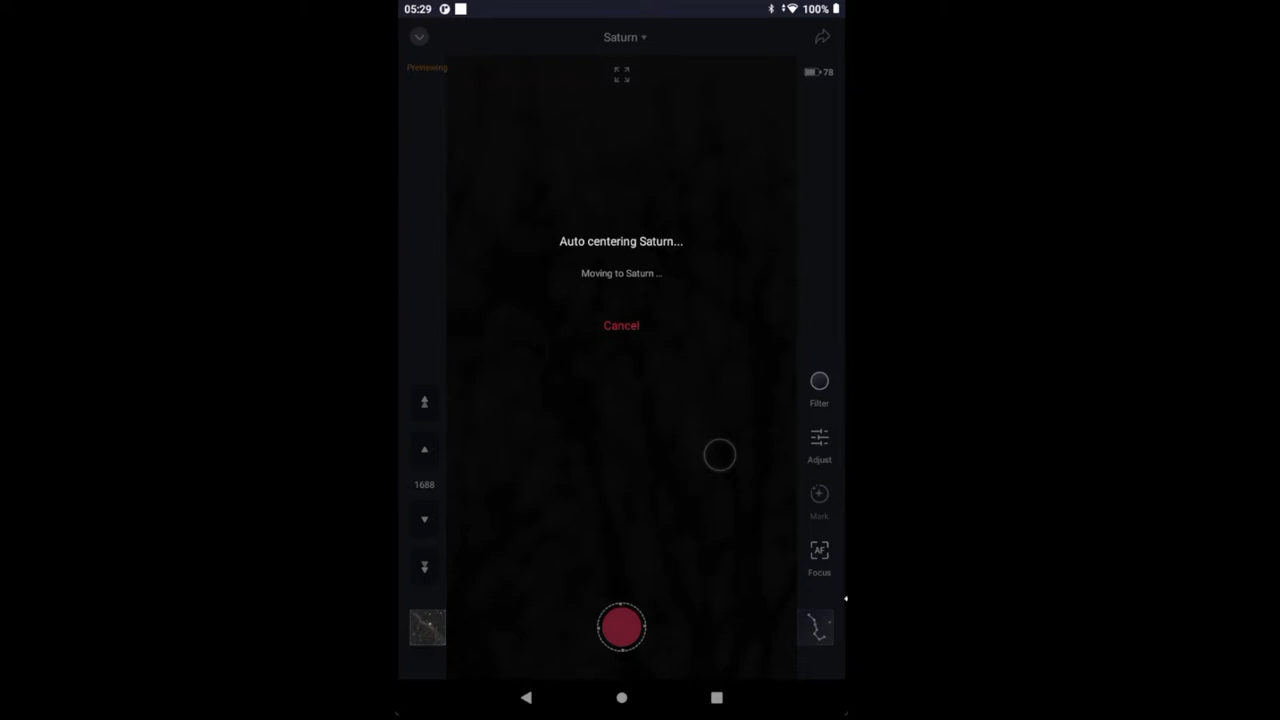 05:29
100%
Saturn
Previewing
78
Auto centering Saturn...
Moving to Saturn ...
Cancel
Filter
Adjust
1688
Mark
AF
Focus